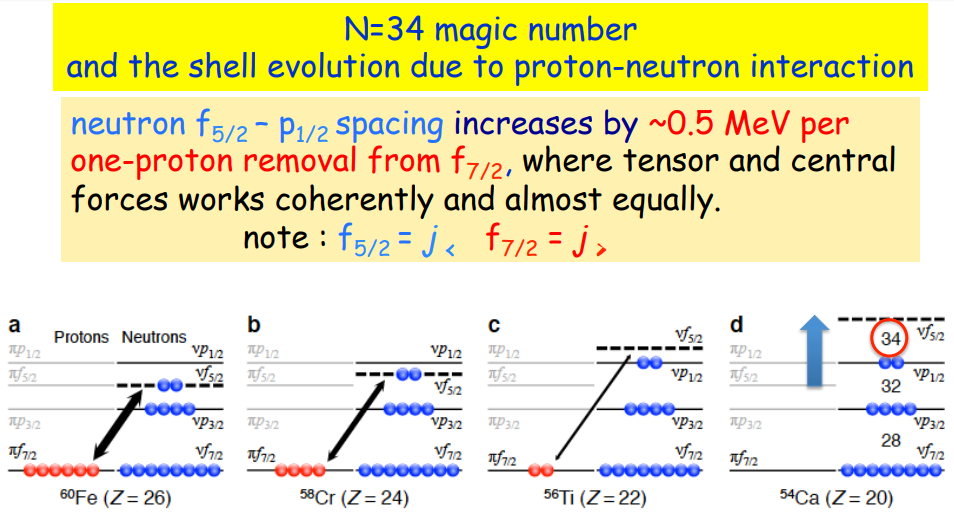 N=34 magic number
and the shell evolution due to proton-neutron interaction
neutron f5/2 – p1/2 spacing increases by ~0.5 MeV per
one-proton removal from f7/2, where tensor and central
forces works coherently and almost equally.
note : f5/2 = j< f7/2 = j>
a
Protons Neutrons
πp1/2 νp1/2
πf5/2 νf5/2
πp3/2 νp3/2
πf7/2 νf7/2
⁶⁰Fe (Z = 26)
b
πp1/2 νp1/2
πf5/2 νf5/2
πp3/2 νp3/2
πf7/2 νf7/2
⁵⁸Cr (Z = 24)
c
νf5/2
πp1/2
πf5/2 νp1/2
πp3/2 νp3/2
πf7/2 νf7/2
⁵⁶Ti (Z = 22)
d
34 νf5/2
πp1/2
πf5/2 32 νp1/2
πp3/2 νp3/2
28
πf7/2 νf7/2
⁵⁴Ca (Z = 20)